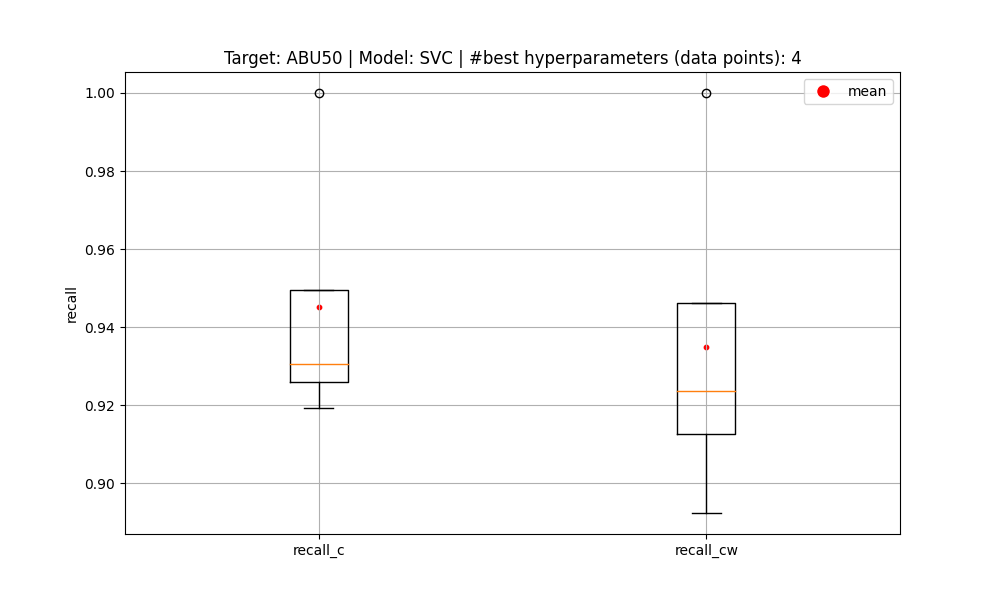 Target: ABU50 | Model: SVC | #best hyperparameters (data points): 4
mean
1.00
0.98
0.96
0.94
0.92
0.90
recall
recall_c
recall_cw